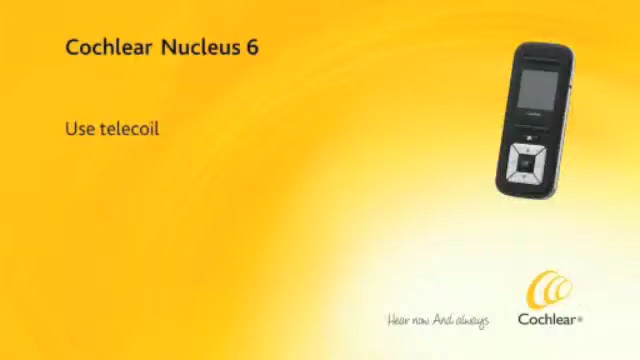 Cochlear Nucleus 6
Use telecoil
Hear now. And always
Cochlear®